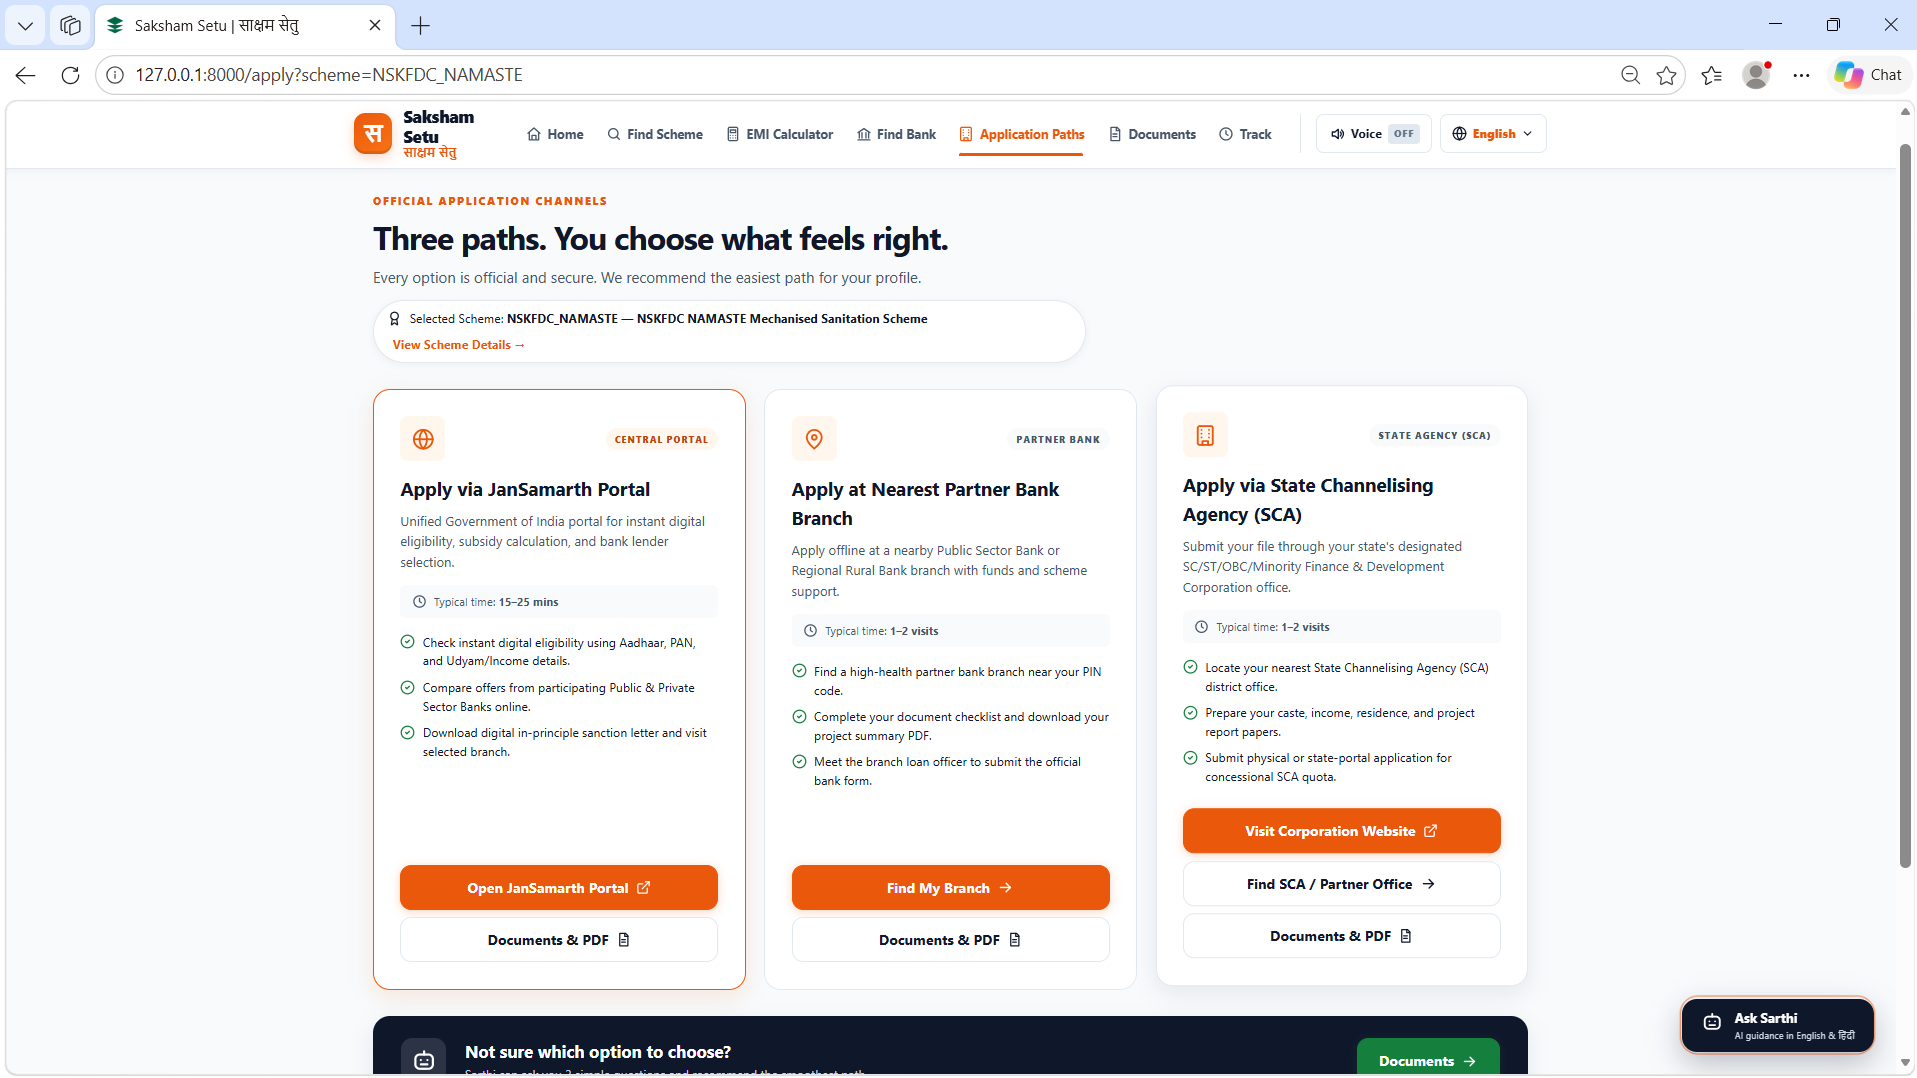 Saksham Setu | साक्षम सेतु
127.0.0.1:8000/apply?scheme=NSKFDC_NAMASTE
Chat
स
Saksham
Setu
साक्षम सेतु
Home
Find Scheme
EMI Calculator
Find Bank
Application Paths
Documents
Track
Voice OFF
English
OFFICIAL APPLICATION CHANNELS
Three paths. You choose what feels right.
Every option is official and secure. We recommend the easiest path for your profile.
Selected Scheme: NSKFDC_NAMASTE — NSKFDC NAMASTE Mechanised Sanitation Scheme
View Scheme Details →
CENTRAL PORTAL
Apply via JanSamarth Portal
Unified Government of India portal for instant digital
eligibility, subsidy calculation, and bank lender
selection.
Typical time: 15–25 mins
Check instant digital eligibility using Aadhaar, PAN,
and Udyam/Income details.
Compare offers from participating Public & Private
Sector Banks online.
Download digital in-principle sanction letter and visit
selected branch.
Open JanSamarth Portal
Documents & PDF
PARTNER BANK
Apply at Nearest Partner Bank
Branch
Apply offline at a nearby Public Sector Bank or
Regional Rural Bank branch with funds and scheme
support.
Typical time: 1–2 visits
Find a high-health partner bank branch near your PIN
code.
Complete your document checklist and download your
project summary PDF.
Meet the branch loan officer to submit the official
bank form.
Find My Branch →
Documents & PDF
STATE AGENCY (SCA)
Apply via State Channelising
Agency (SCA)
Submit your file through your state's designated
SC/ST/OBC/Minority Finance & Development
Corporation office.
Typical time: 1–2 visits
Locate your nearest State Channelising Agency (SCA)
district office.
Prepare your caste, income, residence, and project
report papers.
Submit physical or state-portal application for
concessional SCA quota.
Visit Corporation Website
Find SCA / Partner Office →
Documents & PDF
Not sure which option to choose?
Sarthi can ask you 2 simple questions and recommend the smoothest path.
Documents →
Ask Sarthi
AI guidance in English & हिंदी